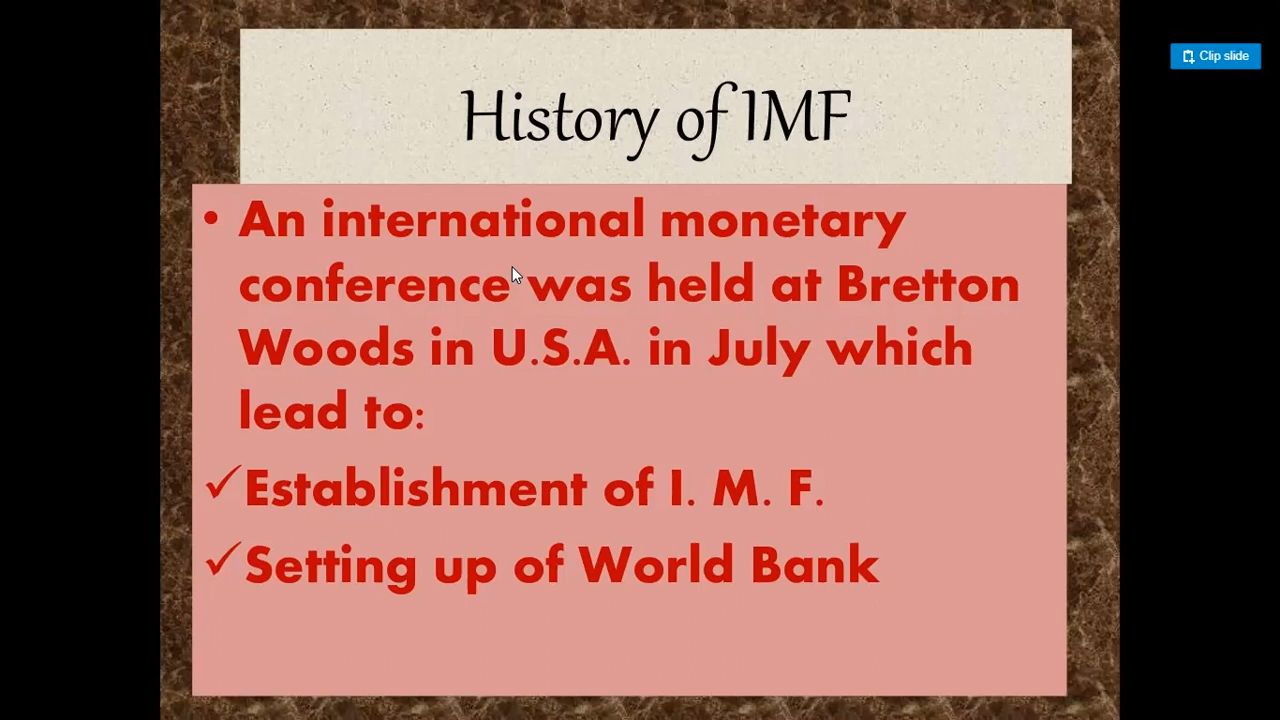 Clip slide
History of IMF
• An international monetary
conference was held at Bretton
Woods in U.S.A. in July which
lead to:
✓Establishment of I. M. F.
✓Setting up of World Bank